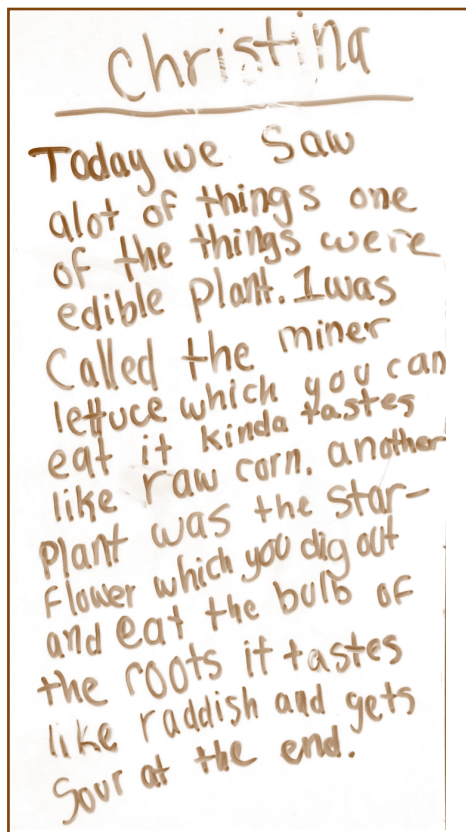 Christina
Today we Saw
alot of things one
of the things were
edible plant. 1 was
Called the miner
lettuce which you can
eat it kinda tastes
like raw corn. another
plant was the star-
flower which you dig out
and eat the bulb of
the roots it tastes
like raddish and gets
Sour at the end.